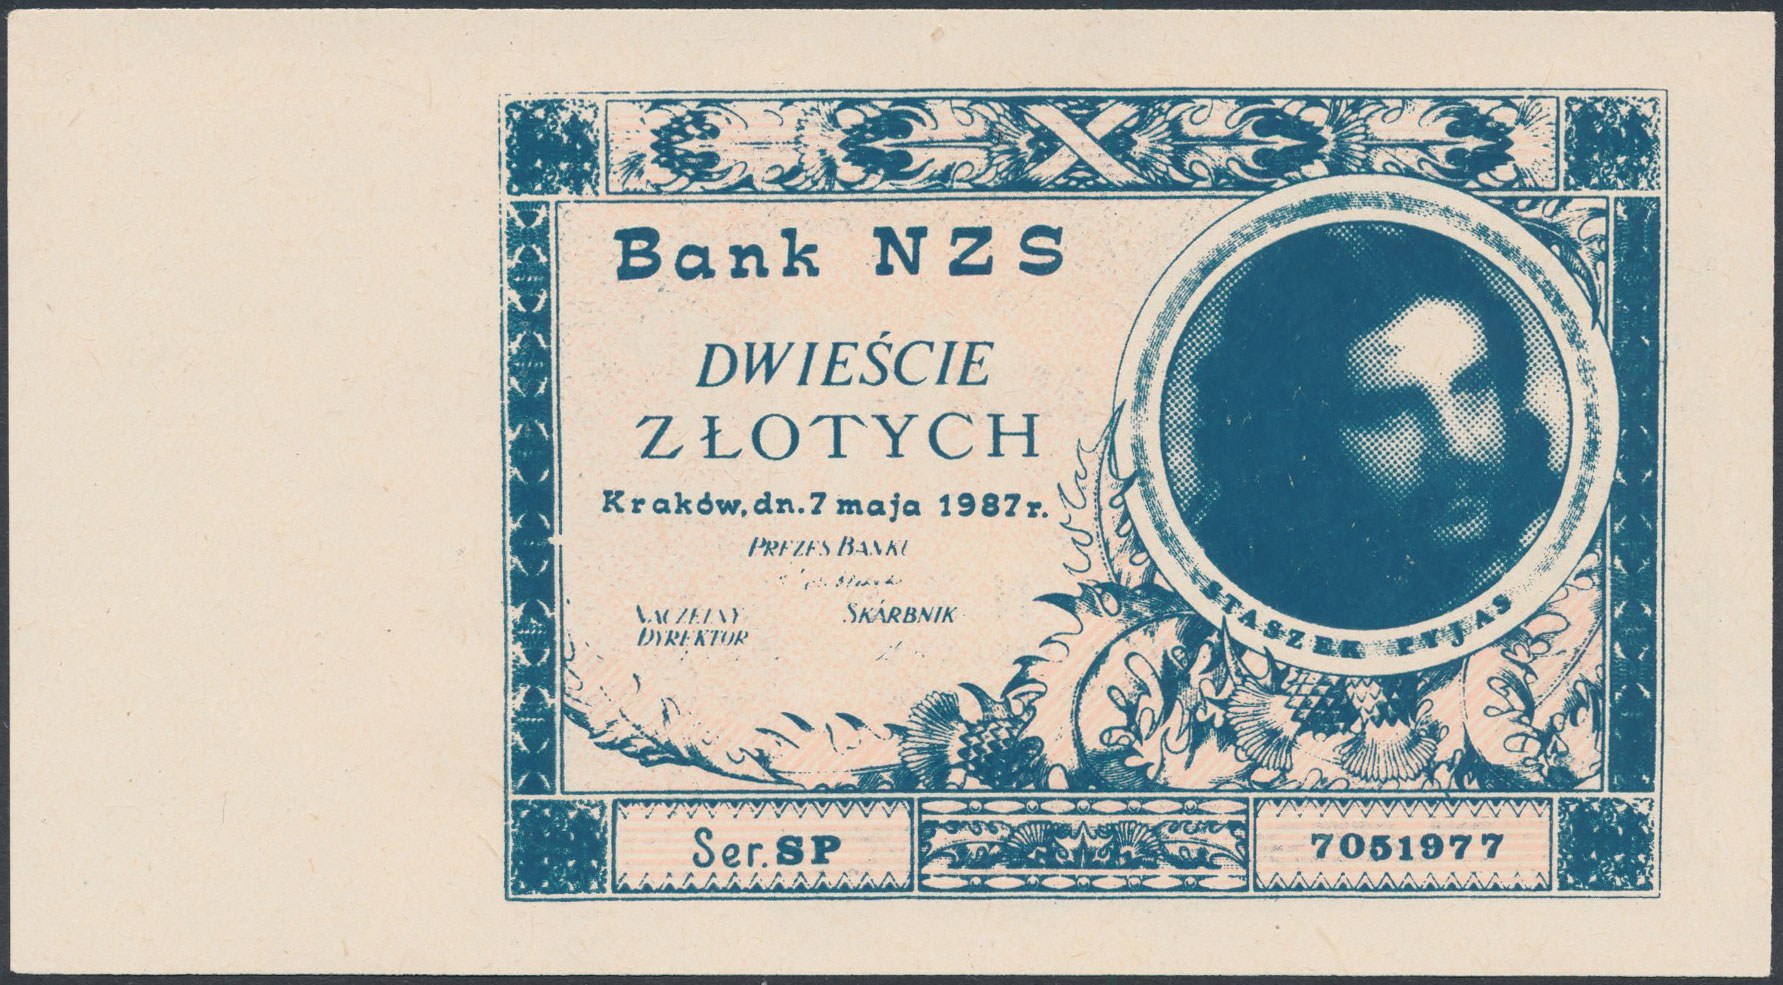 Bank NZS
DWIEŚCIE
ZŁOTYCH
Kraków, dn. 7 maja 1987 r.
PREZES BANKU
NACZELNY
DYREKTOR
SKARBNIK
STASZEK PYJAS
Ser. SP
7051977